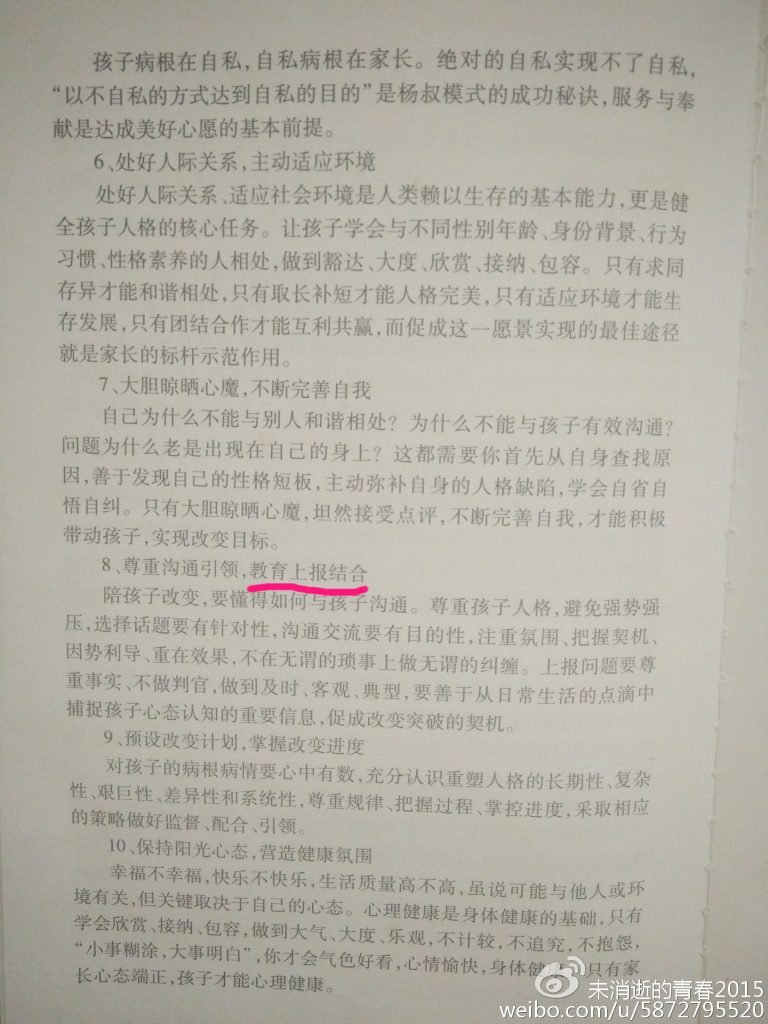 孩子病根在自私,自私病根在家长。绝对的自私实现不了自私,
“以不自私的方式达到自私的目的”是杨叔模式的成功秘诀,服务与奉
献是达成美好心愿的基本前提。
6、处好人际关系,主动适应环境
处好人际关系、适应社会环境是人类赖以生存的基本能力,更是健
全孩子人格的核心任务。让孩子学会与不同性别年龄、身份背景、行为
习惯、性格素养的人相处,做到豁达、大度、欣赏、接纳、包容。只有求同
存异才能和谐相处,只有取长补短才能人格完美,只有适应环境才能生
存发展,只有团结合作才能互利共赢,而促成这一愿景实现的最佳途径
就是家长的标杆示范作用。
7、大胆晾晒心魔,不断完善自我
自己为什么不能与别人和谐相处?为什么不能与孩子有效沟通?
问题为什么老是出现在自己的身上?这都需要你首先从自身查找原
因,善于发现自己的性格短板,主动弥补自身的人格缺陷,学会自省自
悟自纠。只有大胆晾晒心魔,坦然接受点评,不断完善自我,才能积极
带动孩子,实现改变目标。
8、尊重沟通引领,教育上报结合
陪孩子改变,要懂得如何与孩子沟通。尊重孩子人格,避免强势强
压,选择话题要有针对性,沟通交流要有目的性,注重氛围、把握契机、
因势利导、重在效果,不在无谓的琐事上做无谓的纠缠。上报问题要尊
重事实、不做判官,做到及时、客观、典型,要善于从日常生活的点滴中
捕捉孩子心态认知的重要信息,促成改变突破的契机。
9、预设改变计划,掌握改变进度
对孩子的病根病情要心中有数,充分认识重塑人格的长期性、复杂
性、艰巨性、差异性和系统性,尊重规律、把握过程、掌控进度,采取相应
的策略做好监督、配合、引领。
10、保持阳光心态,营造健康氛围
幸福不幸福,快乐不快乐,生活质量高不高,虽说可能与他人或环
境有关,但关键取决于自己的心态。心理健康是身体健康的基础,只有
学会欣赏、接纳、包容,做到大气、大度、乐观,不计较,不追究,不抱怨,
“小事糊涂,大事明白”,你才会气色好看,心情愉快,身体健康。只有家
长心态端正,孩子才能心理健康。
未消逝的青春2015
weibo.com/u/5872795520